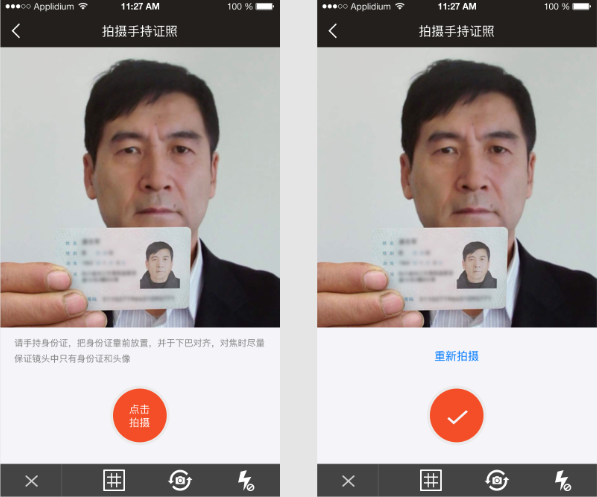 Applidium 11:27 AM 100 %
拍摄手持证照
请手持身份证，把身份证靠前放置，并于下巴对齐，对焦时尽量
保证镜头中只有身份证和头像
点击
拍摄
Applidium 11:27 AM 100 %
拍摄手持证照
重新拍摄